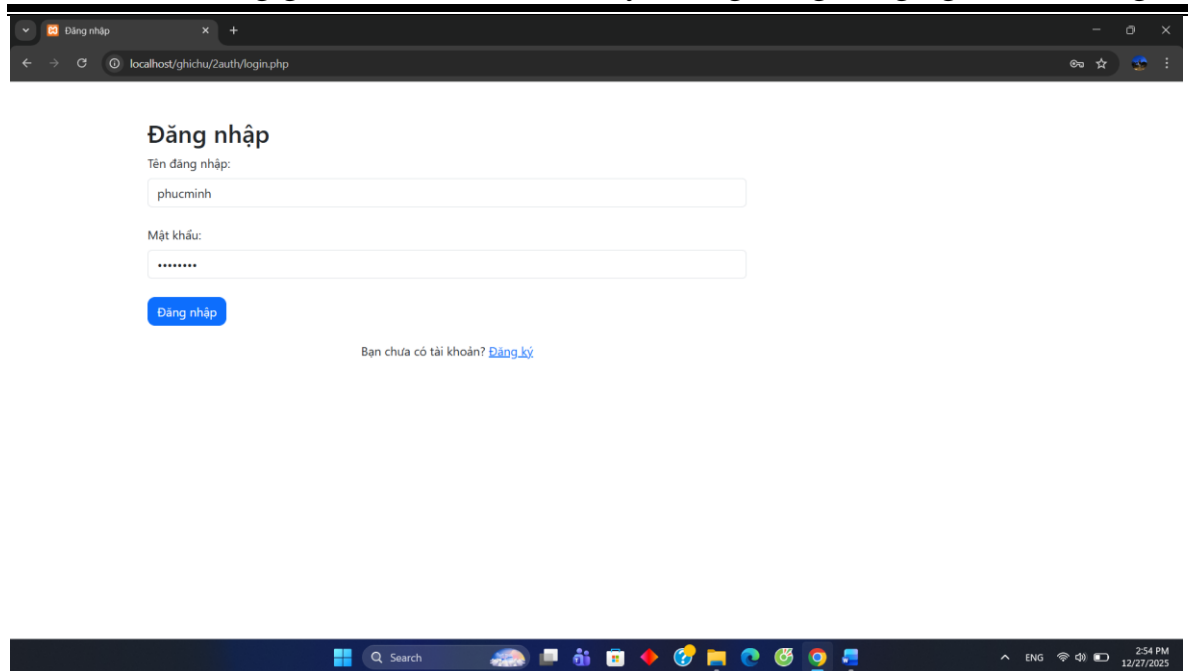 Đăng nhập
localhost/ghichu/2auth/login.php
Đăng nhập
Tên đăng nhập:
phucminh
Mật khẩu:
••••••••
Đăng nhập
Bạn chưa có tài khoản? Đăng ký
Search
ENG
2:54 PM
12/27/2025